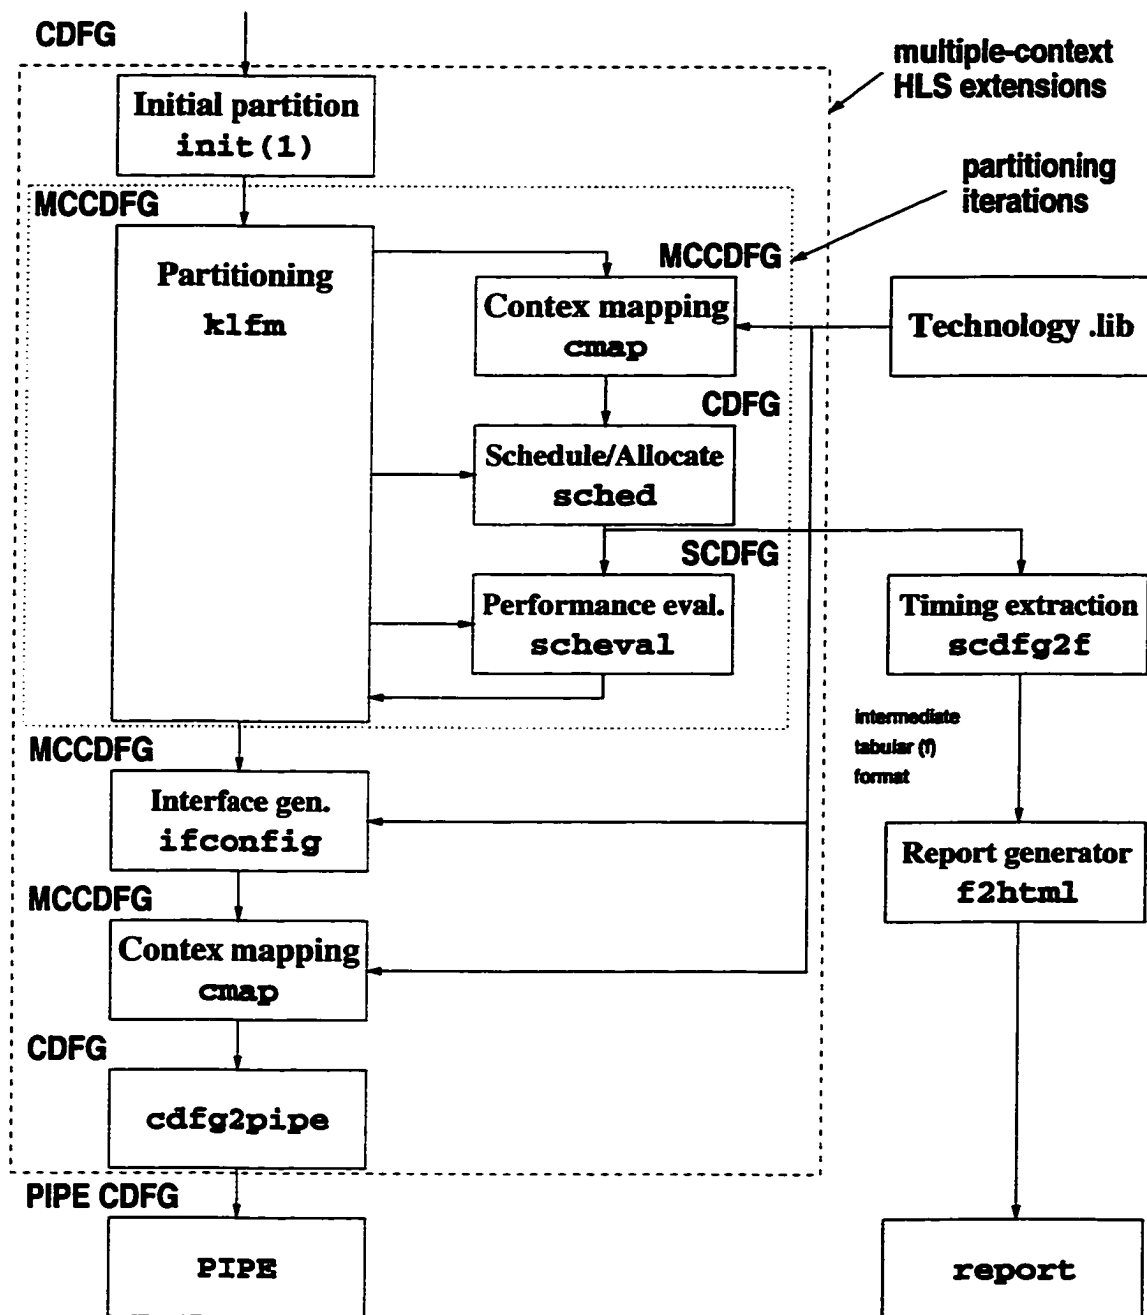 CDFG
multiple-context
HLS extensions
Initial partition
init(1)
partitioning
iterations
MCCDFG
Partitioning
klfm
MCCDFG
Contex mapping
cmap
Technology .lib
CDFG
Schedule/Allocate
sched
SCDFG
Performance eval.
scheval
Timing extraction
scdfg2f
intermediate
tabular (f)
format
MCCDFG
Interface gen.
ifconfig
Report generator
f2html
MCCDFG
Contex mapping
cmap
CDFG
cdfg2pipe
PIPE CDFG
PIPE
report